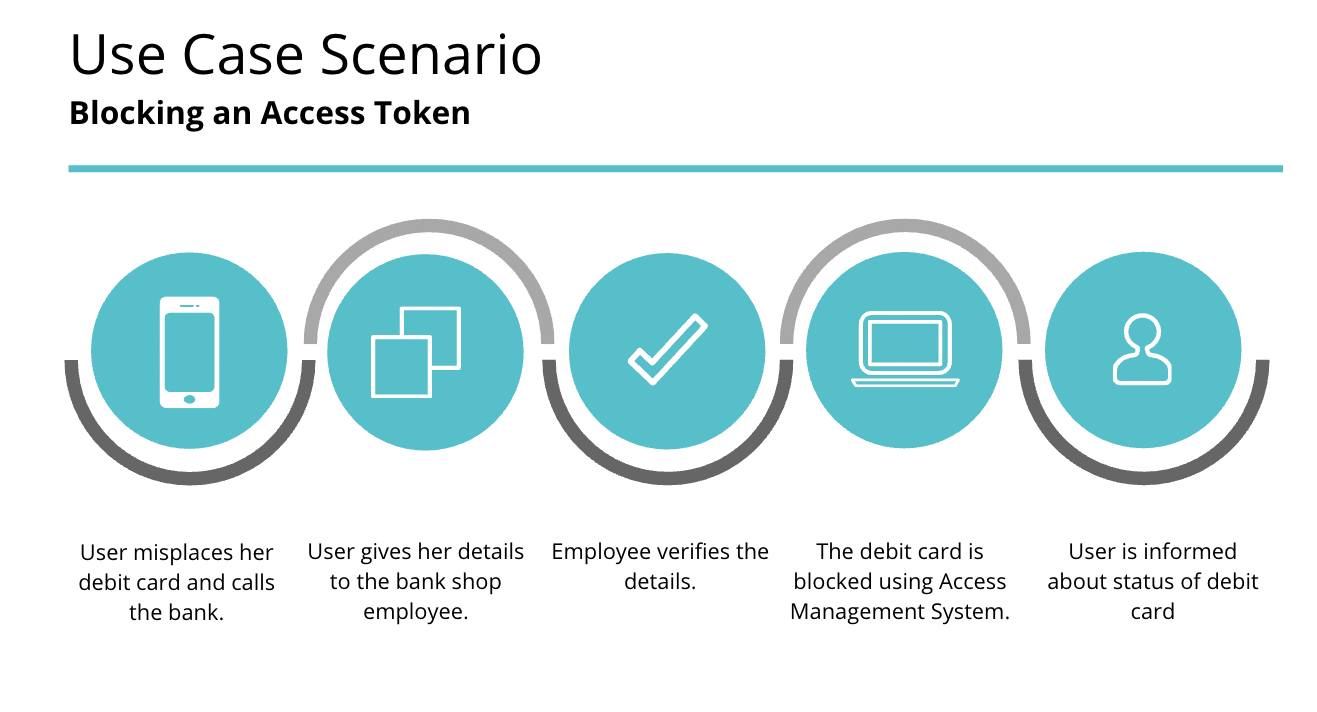 Use Case Scenario
Blocking an Access Token
User misplaces her
debit card and calls
the bank.
User gives her details
to the bank shop
employee.
Employee verifies the
details.
The debit card is
blocked using Access
Management System.
User is informed
about status of debit
card